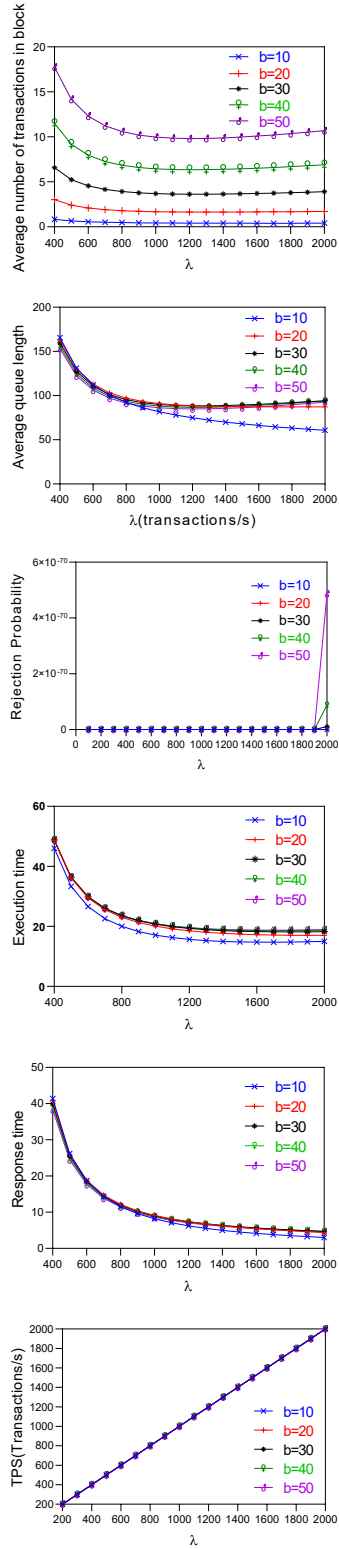 Average number of transactions in block
20
15
10
5
0
b=10
b=20
b=30
b=40
b=50
400 600 800 1000 1200 1400 1600 1800 2000
λ
Average queue length
200
150
100
50
0
b=10
b=20
b=30
b=40
b=50
400 600 800 1000 1200 1400 1600 1800 2000
λ(transactions/s)
Rejection Probability
6×10-70
4×10-70
2×10-70
0
b=10
b=20
b=30
b=40
b=50
0 200 400 600 800 1000 1200 1400 1600 1800 2000
λ
Execution time
60
40
20
0
b=10
b=20
b=30
b=40
b=50
400 800 1200 1600 2000
λ
Response time
50
40
30
20
10
0
b=10
b=20
b=30
b=40
b=50
400 600 800 1000 1200 1400 1600 1800 2000
λ
TPS(Transactions/s)
2000
1800
1600
1400
1200
1000
800
600
400
200
b=10
b=20
b=30
b=40
b=50
200 400 600 800 1000 1200 1400 1600 1800 2000
λ